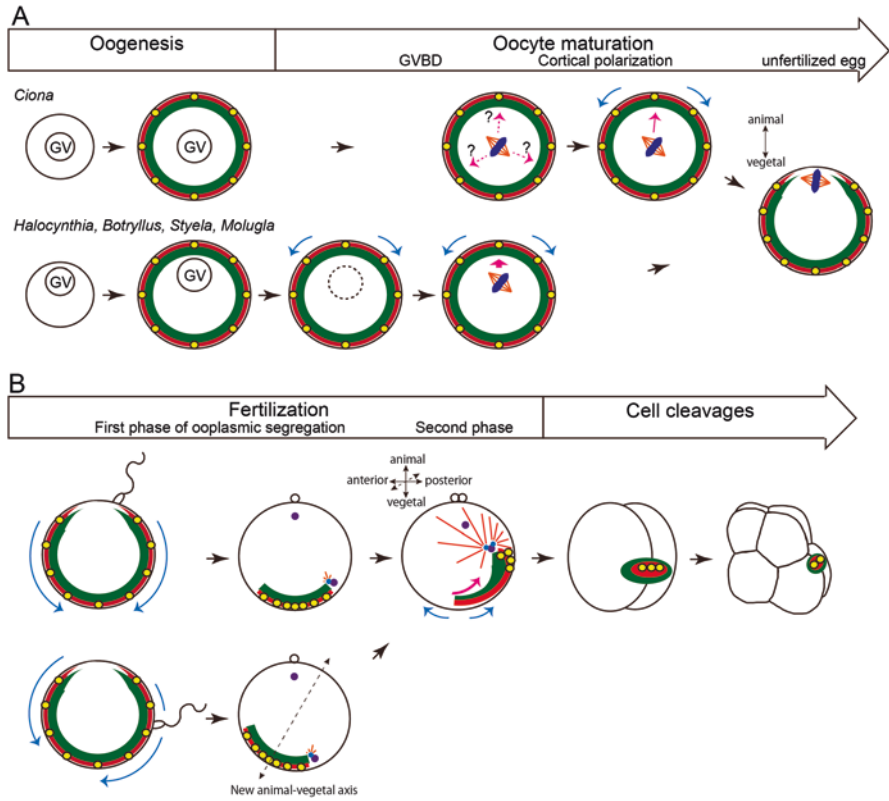 A
Oogenesis
Oocyte maturation
GVBD
Cortical polarization
unfertilized egg
Ciona
GV
GV
?
?
?
animal
vegetal
Halocynthia, Botryllus, Styela, Molugla
GV
GV
B
Fertilization
Cell cleavages
First phase of ooplasmic segregation
Second phase
animal
anterior
posterior
vegetal
New animal-vegetal axis